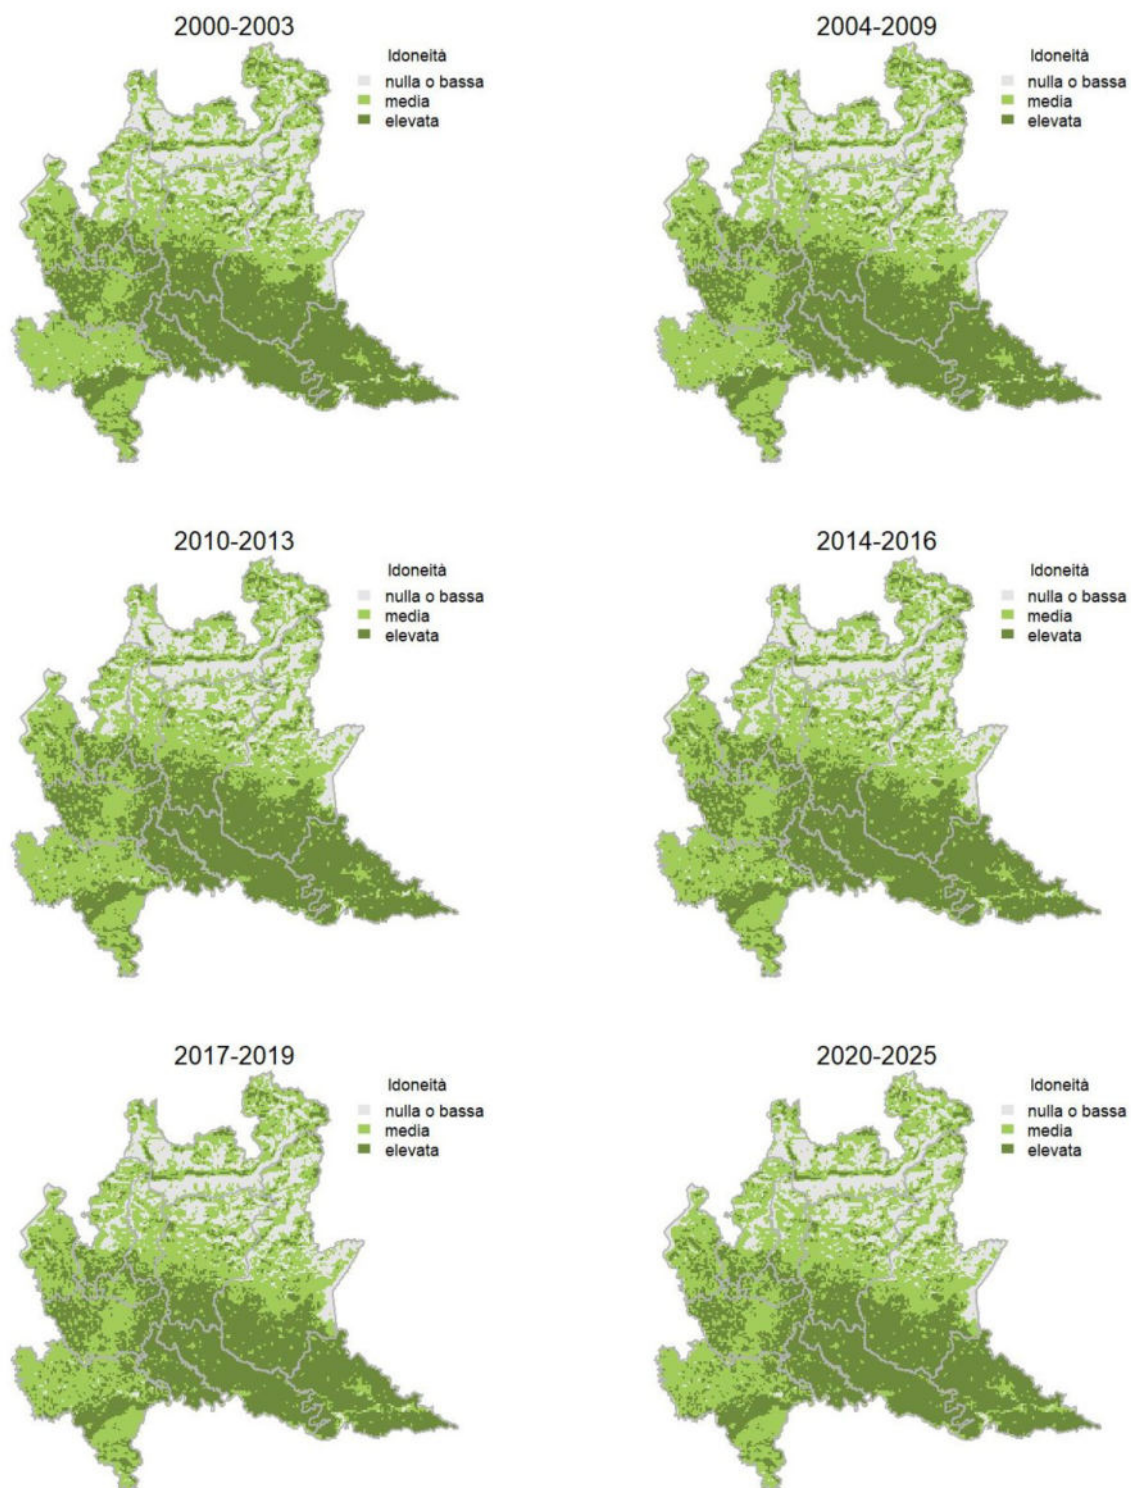 2000-2003
Idoneità
nulla o bassa
media
elevata
2004-2009
Idoneità
nulla o bassa
media
elevata
2010-2013
Idoneità
nulla o bassa
media
elevata
2014-2016
Idoneità
nulla o bassa
media
elevata
2017-2019
Idoneità
nulla o bassa
media
elevata
2020-2025
Idoneità
nulla o bassa
media
elevata